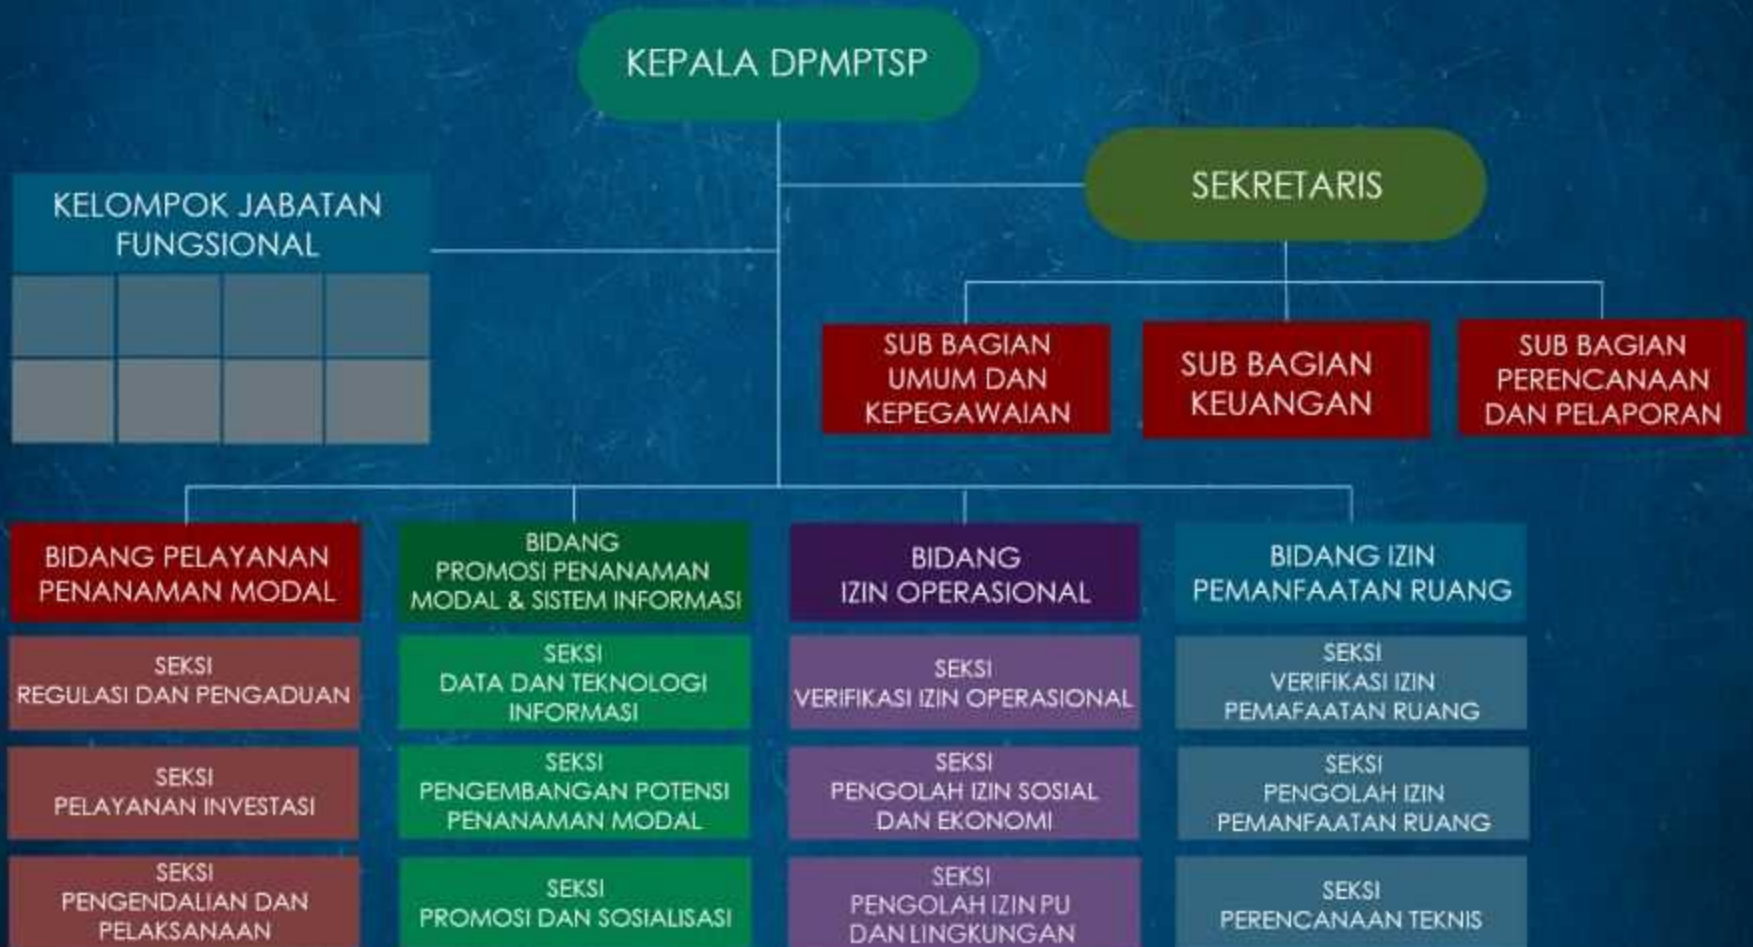 KEPALA DPMPTSP
SEKRETARIS
KELOMPOK JABATAN
FUNGSIONAL
SUB BAGIAN
UMUM DAN
KEPEGAWAIAN
SUB BAGIAN
KEUANGAN
SUB BAGIAN
PERENCANAAN
DAN PELAPORAN
BIDANG PELAYANAN
PENANAMAN MODAL
SEKSI
REGULASI DAN PENGADUAN
SEKSI
PELAYANAN INVESTASI
SEKSI
PENGENDALIAN DAN
PELAKSANAAN
BIDANG
PROMOSI PENANAMAN
MODAL & SISTEM INFORMASI
SEKSI
DATA DAN TEKNOLOGI
INFORMASI
SEKSI
PENGEMBANGAN POTENSI
PENANAMAN MODAL
SEKSI
PROMOSI DAN SOSIALISASI
BIDANG
IZIN OPERASIONAL
SEKSI
VERIFIKASI IZIN OPERASIONAL
SEKSI
PENGOLAH IZIN SOSIAL
DAN EKONOMI
SEKSI
PENGOLAH IZIN PU
DAN LINGKUNGAN
BIDANG IZIN
PEMANFAATAN RUANG
SEKSI
VERIFIKASI IZIN
PEMAFAATAN RUANG
SEKSI
PENGOLAH IZIN
PEMANFAATAN RUANG
SEKSI
PERENCANAAN TEKNIS